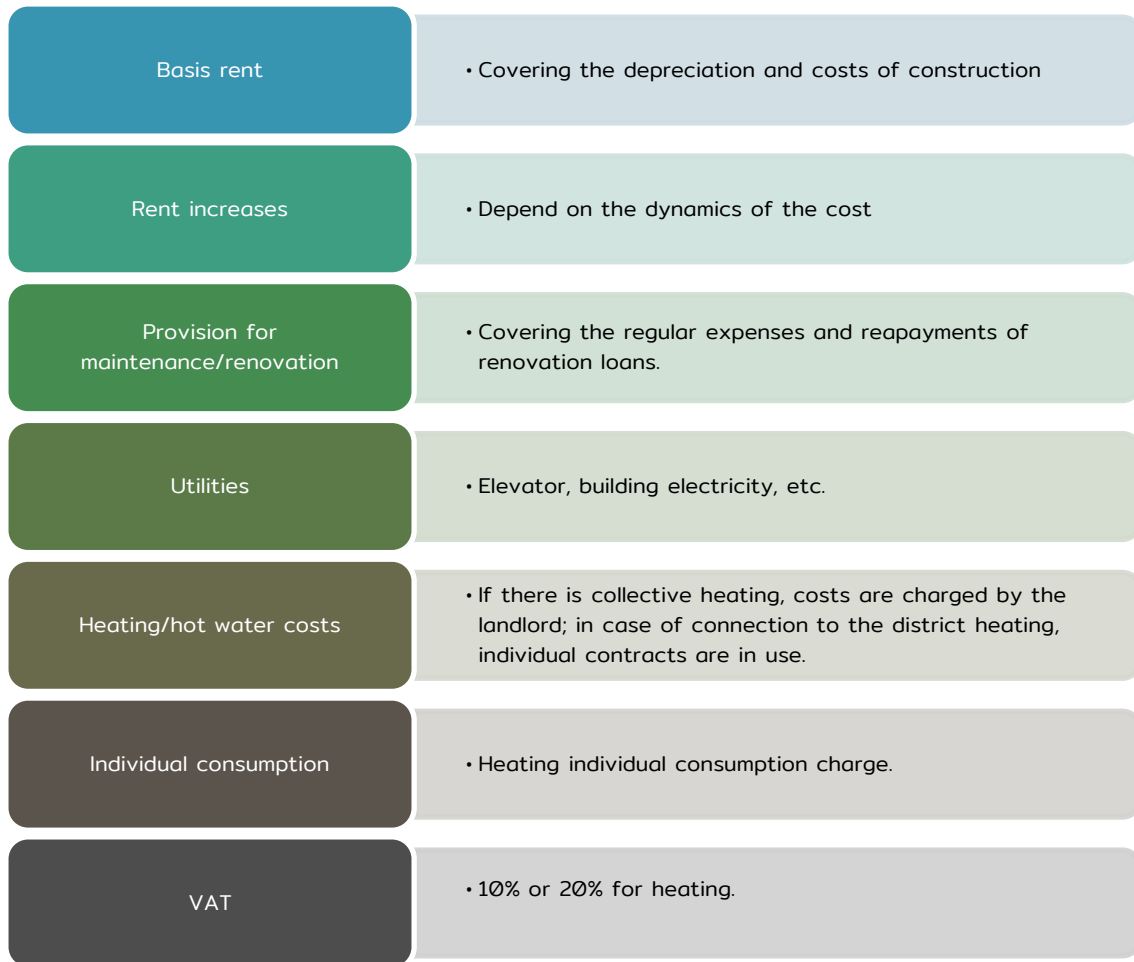 Basis rent
• Covering the depreciation and costs of construction
Rent increases
• Depend on the dynamics of the cost
Provision for
maintenance/renovation
• Covering the regular expenses and reapayments of
renovation loans.
Utilities
• Elevator, building electricity, etc.
Heating/hot water costs
• If there is collective heating, costs are charged by the
landlord; in case of connection to the district heating,
individual contracts are in use.
Individual consumption
• Heating individual consumption charge.
VAT
• 10% or 20% for heating.